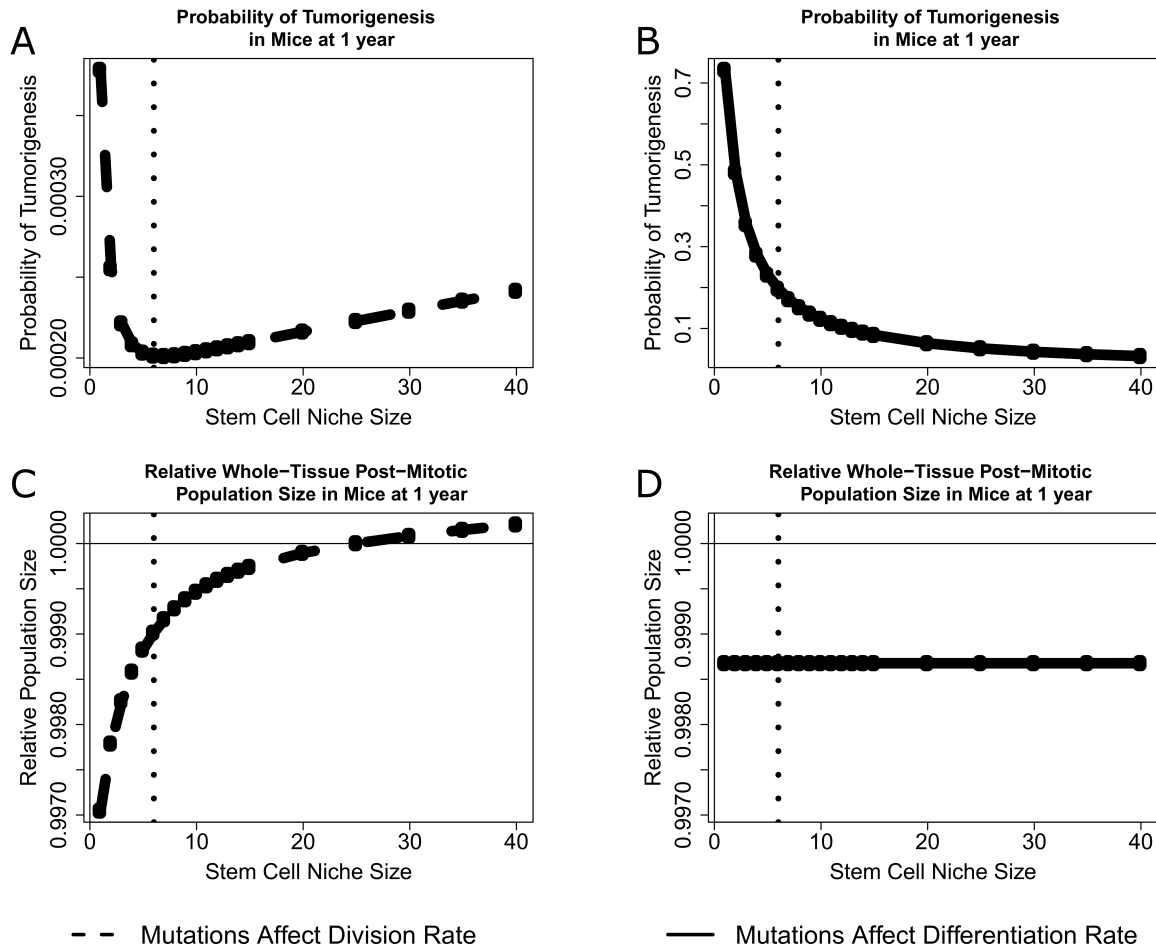 A
Probability of Tumorigenesis
in Mice at 1 year
Probability of Tumorigenesis
0.00020 0.00030
0 10 20 30 40
Stem Cell Niche Size
B
Probability of Tumorigenesis
in Mice at 1 year
Probability of Tumorigenesis
0.1 0.3 0.5 0.7
0 10 20 30 40
Stem Cell Niche Size
C
Relative Whole−Tissue Post−Mitotic
Population Size in Mice at 1 year
Relative Population Size
0.9970 0.9980 0.9990 1.0000
0 10 20 30 40
Stem Cell Niche Size
D
Relative Whole−Tissue Post−Mitotic
Population Size in Mice at 1 year
Relative Population Size
0.9970 0.9980 0.9990 1.0000
0 10 20 30 40
Stem Cell Niche Size
Mutations Affect Division Rate
Mutations Affect Differentiation Rate